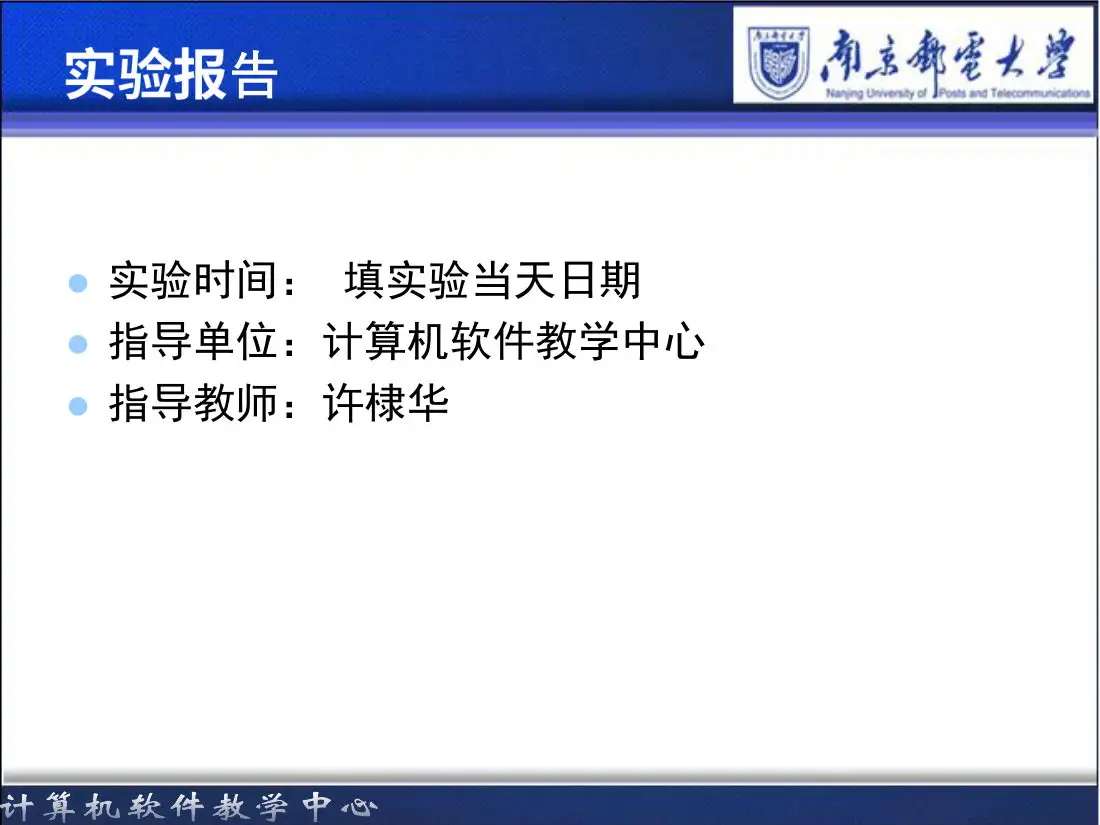 实验报告
南京郵電大學
Nanjing University of Posts and Telecommunications
实验时间： 填实验当天日期
指导单位：计算机软件教学中心
指导教师：许棣华
计算机软件教学中心